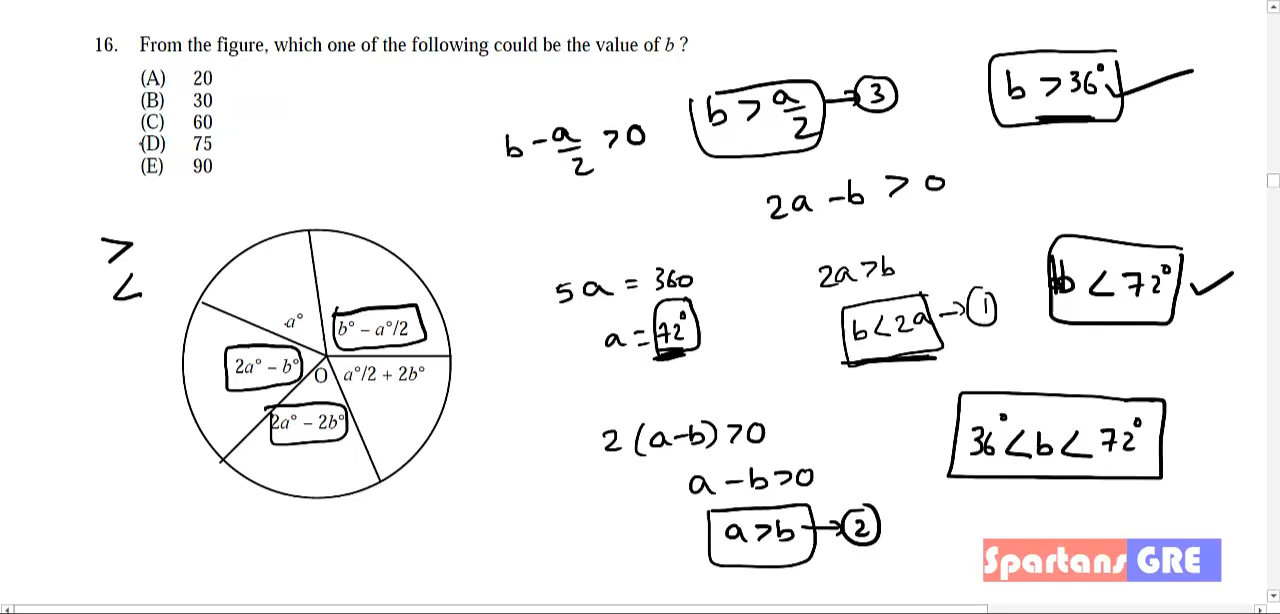 16. From the figure, which one of the following could be the value of b ?
(A) 20
(B) 30
(C) 60
(D) 75
(E) 90
b - a/2 > 0
b > a/2 → 3
b > 36°
2a - b > 0
>
<
5a = 360
a = 72°
2a > b
b < 2a → 1
b < 72°
a°
b° – a°/2
2a° – b°
O
a°/2 + 2b°
2a° – 2b°
2 (a-b) > 0
a - b > 0
a > b → 2
36° < b < 72°
Spartans GRE